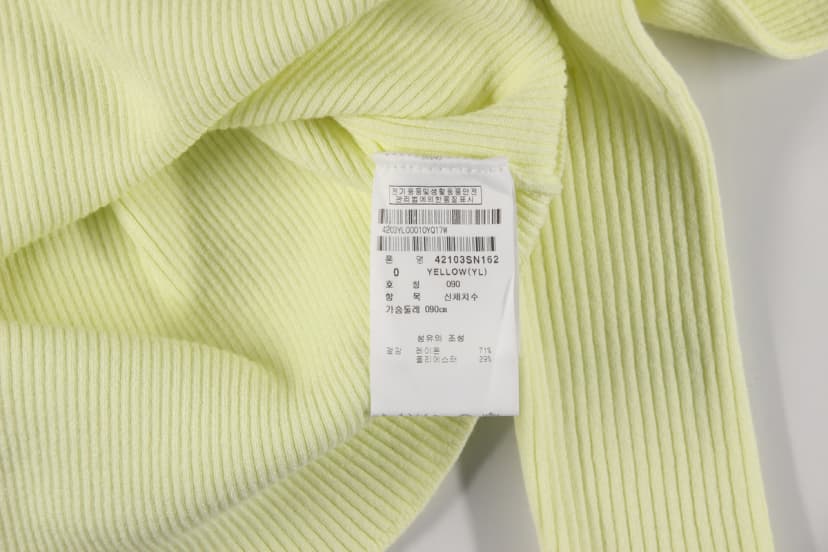 전기용품및생활용품안전
관리법에의한품질표시
4203YL00010YQ17W
품 명 42103SN162
0 YELLOW(YL)
호 칭 090
항 목 신체치수
가슴둘레 090cm
섬유의 조성
겉감 레이온 71%
폴리에스터 29%